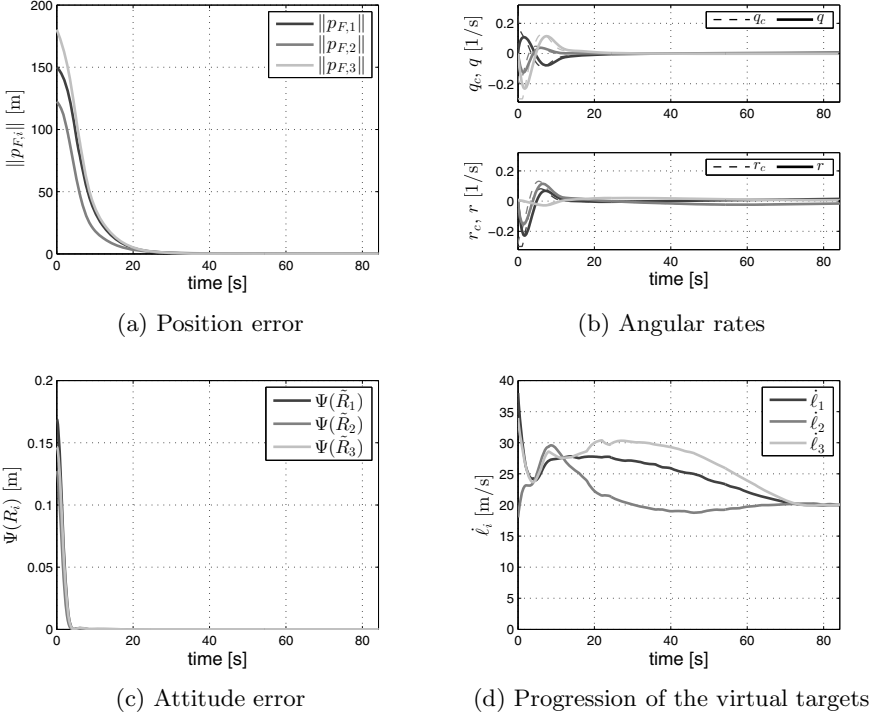 200
150
100
50
0
0 20 40 60 80
time [s]
||p_{F,i}|| [m]
||p_{F,1}||
||p_{F,2}||
||p_{F,3}||
(a) Position error
0.2
0
−0.2
0 20 40 60 80
q_c, q [1/s]
q_c q
0.2
0
−0.2
0 20 40 60 80
time [s]
r_c, r [1/s]
r_c r
(b) Angular rates
0.2
0.15
0.1
0.05
0
0 20 40 60 80
time [s]
Ψ(R̃_i) [m]
Ψ(R̃_1)
Ψ(R̃_2)
Ψ(R̃_3)
(c) Attitude error
40
35
30
25
20
15
10
5
0
0 20 40 60 80
time [s]
ℓ̇_i [m/s]
ℓ̇_1
ℓ̇_2
ℓ̇_3
(d) Progression of the virtual targets